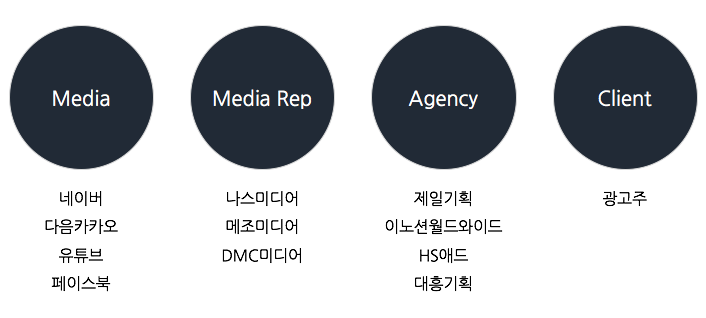 Media
네이버
다음카카오
유튜브
페이스북
Media Rep
나스미디어
메조미디어
DMC미디어
Agency
제일기획
이노션월드와이드
HS애드
대홍기획
Client
광고주